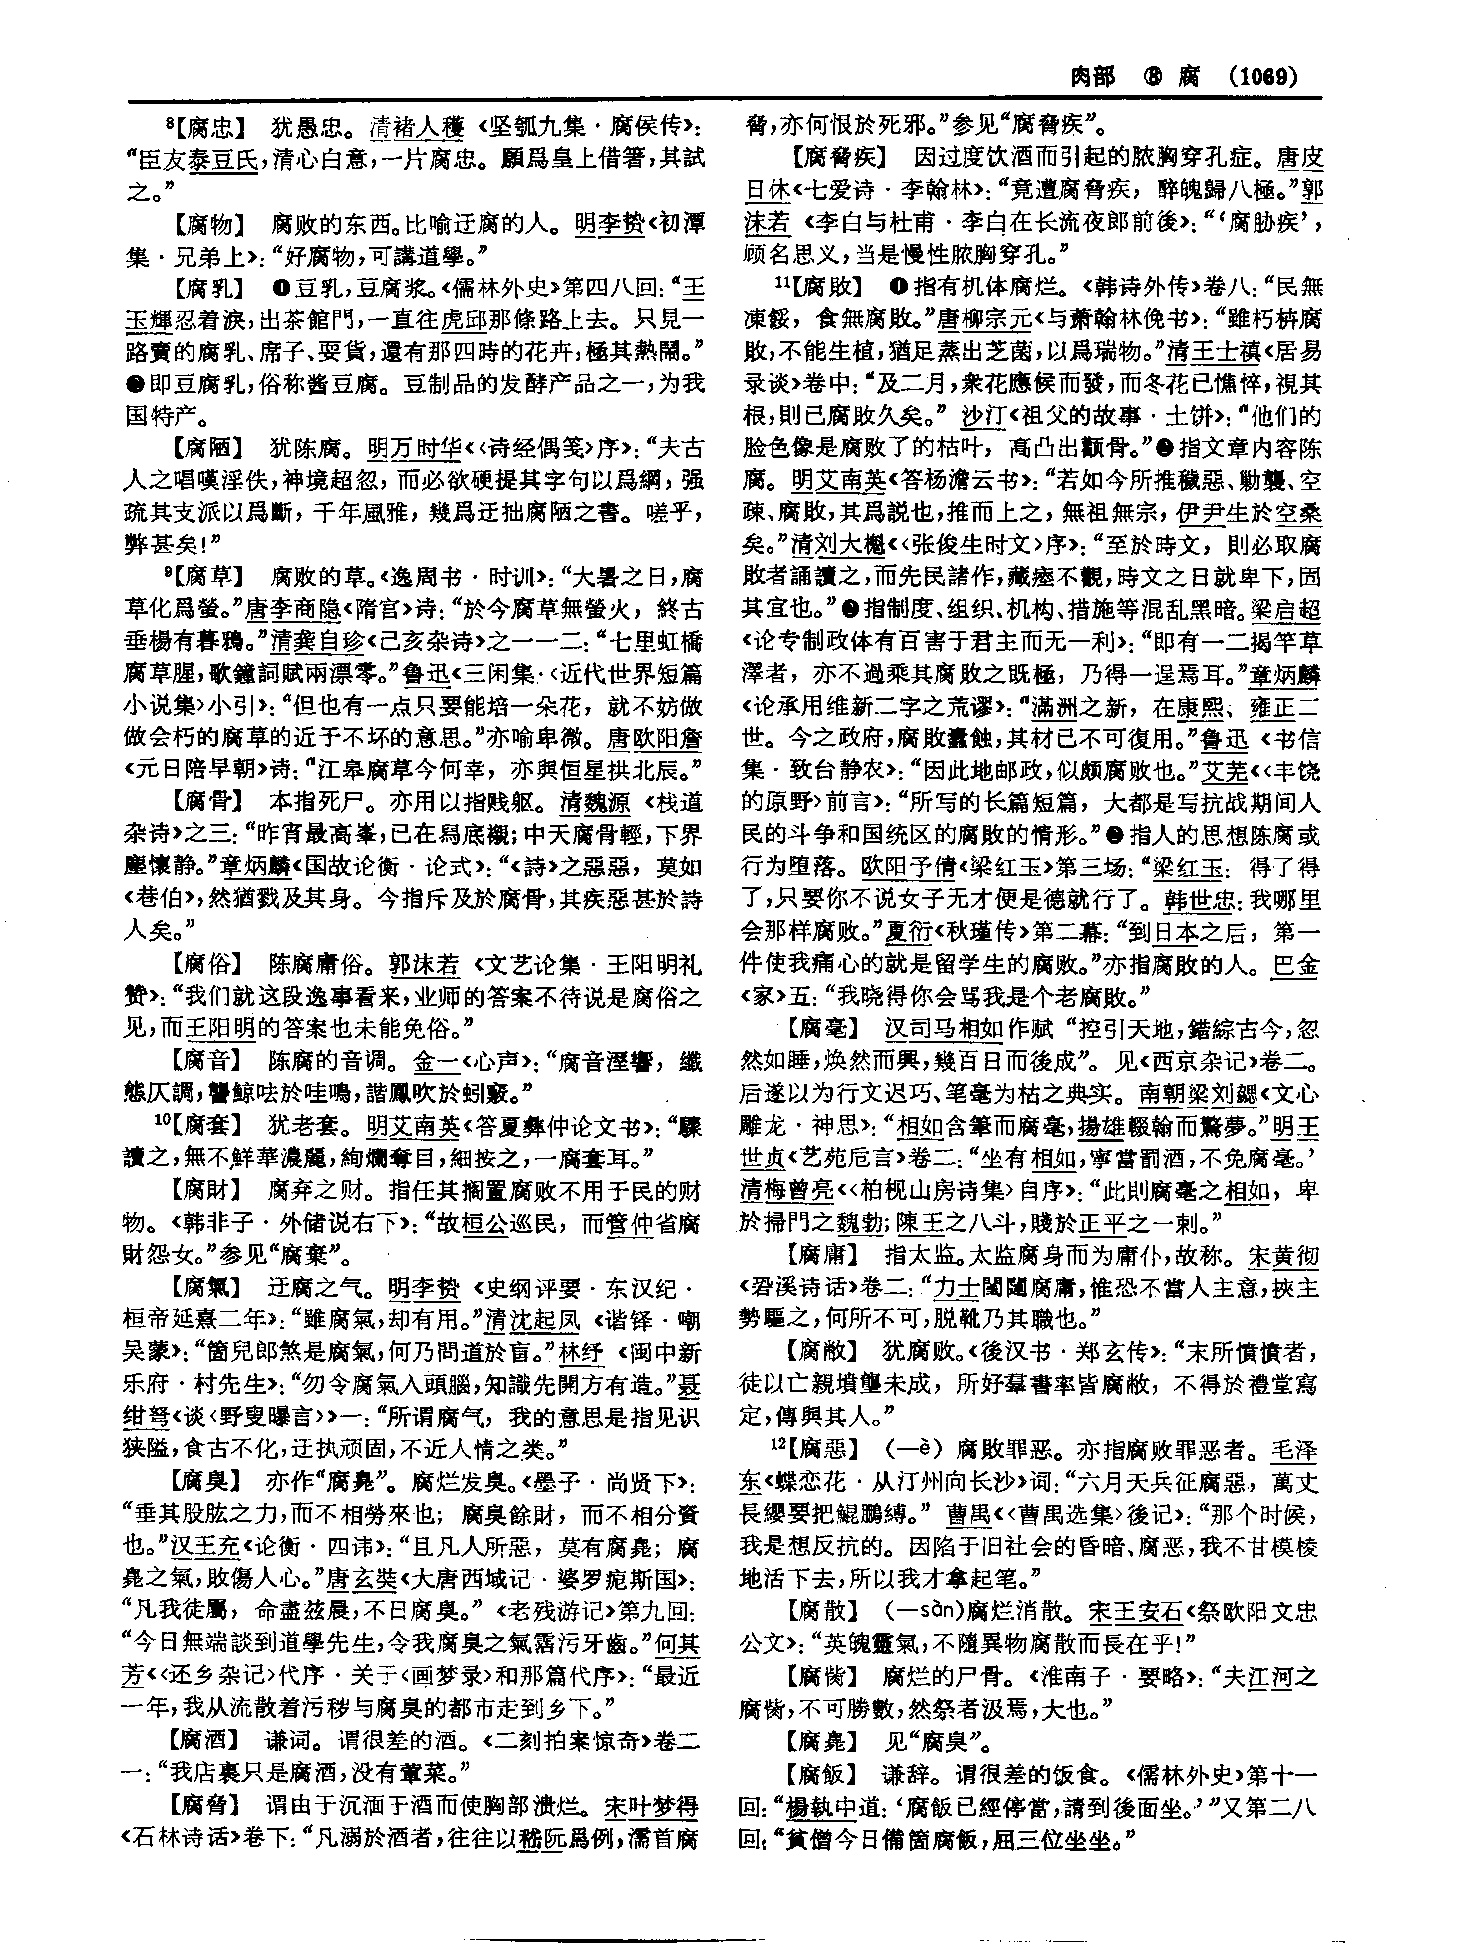 肉部 ⑧ 腐 (1069)
⁸【腐忠】 犹愚忠。清褚人穫《坚瓠九集·腐侯传》：
“臣友泰豆氏，清心白意，一片腐忠。願爲皇上借箸，其試
之。”
【腐物】 腐败的东西。比喻迂腐的人。明李贽《初潭
集·兄弟上》：“好腐物，可講道學。”
【腐乳】 ❶豆乳，豆腐浆。《儒林外史》第四八回：“王
玉輝忍着淚，出茶館門，一直往虎邱那條路上去。只見一
路賣的腐乳、席子、耍貨，還有那四時的花卉，極其熱鬧。”
❷即豆腐乳，俗称酱豆腐。豆制品的发酵产品之一，为我
国特产。
【腐陋】 犹陈腐。明万时华《〈诗经偶笺〉序》：“夫古
人之唱嘆淫佚，神境超忽，而必欲硬提其字句以爲綱，强
疏其支派以爲斷，千年風雅，幾爲迂拙腐陋之書。嗟乎，
弊甚矣！”
⁹【腐草】 腐败的草。《逸周书·时训》：“大暑之日，腐
草化爲螢。”唐李商隐《隋宫》诗：“於今腐草無螢火，終古
垂楊有暮鴉。”清龚自珍《己亥杂诗》之一一二：“七里虹橋
腐草腥，歌鐘詞賦兩漂零。”鲁迅《三闲集·〈近代世界短篇
小说集〉小引》：“但也有一点只要能培一朵花，就不妨做
做会朽的腐草的近于不坏的意思。”亦喻卑微。唐欧阳詹
《元日陪早朝》诗：“江皋腐草今何幸，亦與恒星拱北辰。”
【腐骨】 本指死尸。亦用以指贱躯。清魏源《栈道
杂诗》之三：“昨宵最高峯，已在舄底襯；中天腐骨輕，下界
塵懷静。”章炳麟《国故论衡·论式》：“《詩》之惡惡，莫如
《巷伯》，然猶戮及其身。今指斥及於腐骨，其疾惡甚於詩
人矣。”
【腐俗】 陈腐庸俗。郭沫若《文艺论集·王阳明礼
赞》：“我们就这段逸事看来，业师的答案不待说是腐俗之
见，而王阳明的答案也未能免俗。”
【腐音】 陈腐的音调。金一《心声》：“腐音溼響，纖
態仄調，讋鲸呿於哇鳴，諧鳳吹於蚓竅。”
¹⁰【腐套】 犹老套。明艾南英《答夏彝仲论文书》：“驟
讀之，無不鮮華濃麗，絢爛奪目，細按之，一腐套耳。”
【腐財】 腐弃之财。指任其搁置腐败不用于民的财
物。《韩非子·外储说右下》：“故桓公巡民，而管仲省腐
財怨女。”参见“腐棄”。
【腐氣】 迂腐之气。明李贽《史纲评要·东汉纪·
桓帝延熹二年》：“雖腐氣，却有用。”清沈起凤《谐铎·嘲
吴蒙》：“箇兒郎煞是腐氣，何乃問道於盲。”林纾《闽中新
乐府·村先生》：“勿令腐氣入頭腦，知識先開方有造。”聂
绀弩《谈〈野叟曝言〉》一：“所谓腐气，我的意思是指见识
狭隘，食古不化，迂执顽固，不近人情之类。”
【腐臭】 亦作“腐臰”。腐烂发臭。《墨子·尚贤下》：
“垂其股肱之力，而不相勞來也；腐臭餘財，而不相分資
也。”汉王充《论衡·四讳》：“且凡人所惡，莫有腐臰；腐
臰之氣，敗傷人心。”唐玄奘《大唐西域记·婆罗痆斯国》：
“凡我徒屬，命盡兹晨，不日腐臭。”《老残游记》第九回：
“今日無端談到道學先生，令我腐臭之氣霑污牙齒。”何其
芳《〈还乡杂记〉代序·关于〈画梦录〉和那篇代序》：“最近
一年，我从流散着污秽与腐臭的都市走到乡下。”
【腐酒】 谦词。谓很差的酒。《二刻拍案惊奇》卷二
一：“我店裏只是腐酒，没有葷菜。”
【腐脅】 谓由于沉湎于酒而使胸部溃烂。宋叶梦得
《石林诗话》卷下：“凡溺於酒者，往往以嵇阮爲例，濡首腐
脅，亦何恨於死邪。”参见“腐脅疾”。
【腐脅疾】 因过度饮酒而引起的脓胸穿孔症。唐皮
日休《七爱诗·李翰林》：“竟遭腐脅疾，醉魄歸八極。”郭
沫若《李白与杜甫·李白在长流夜郎前後》：“‘腐胁疾’，
顾名思义，当是慢性脓胸穿孔。”
¹¹【腐敗】 ❶指有机体腐烂。《韩诗外传》卷八：“民無
凍餒，食無腐敗。”唐柳宗元《与萧翰林俛书》：“雖朽枿腐
敗，不能生植，猶足蒸出芝菌，以爲瑞物。”清王士禛《居易
录谈》卷中：“及二月，衆花應候而發，而冬花已憔悴，視其
根，則已腐敗久矣。”沙汀《祖父的故事·土饼》：“他们的
脸色像是腐败了的枯叶，高凸出颧骨。”❷指文章内容陈
腐。明艾南英《答杨澹云书》：“若如今所推穢惡、勦襲、空
疎、腐敗，其爲説也，推而上之，無祖無宗，伊尹生於空桑
矣。”清刘大櫆《〈张俊生时文〉序》：“至於時文，則必取腐
敗者誦讀之，而先民諸作，藏瘞不觀，時文之日就卑下，固
其宜也。”❸指制度、组织、机构、措施等混乱黑暗。梁启超
《论专制政体有百害于君主而无一利》：“即有一二揭竿草
澤者，亦不過乘其腐敗之既極，乃得一逞焉耳。”章炳麟
《论承用维新二字之荒谬》：“滿洲之新，在康熙、雍正二
世。今之政府，腐敗蠹蝕，其材已不可復用。”鲁迅《书信
集·致台静农》：“因此地邮政，似颇腐败也。”艾芜《〈丰饶
的原野〉前言》：“所写的长篇短篇，大都是写抗战期间人
民的斗争和国统区的腐败的情形。”❹指人的思想陈腐或
行为堕落。欧阳予倩《梁红玉》第三场：“梁红玉：得了得
了，只要你不说女子无才便是德就行了。韩世忠：我哪里
会那样腐败。”夏衍《秋瑾传》第二幕：“到日本之后，第一
件使我痛心的就是留学生的腐败。”亦指腐败的人。巴金
《家》五：“我晓得你会骂我是个老腐败。”
【腐毫】 汉司马相如作赋“控引天地，錯綜古今，忽
然如睡，焕然而興，幾百日而後成”。见《西京杂记》卷二。
后遂以为行文迟巧、笔毫为枯之典实。南朝梁刘勰《文心
雕龙·神思》：“相如含筆而腐毫，揚雄輟翰而驚夢。”明王
世贞《艺苑卮言》卷二：“坐有相如，寧當罰酒，不免腐毫。’
清梅曾亮《〈柏枧山房诗集〉自序》：“此則腐毫之相如，卑
於掃門之魏勃；陳王之八斗，賤於正平之一刺。”
【腐庸】 指太监。太监腐身而为庸仆，故称。宋黄彻
《䂬溪诗话》卷二：“力士閨闥腐庸，惟恐不當人主意，挾主
勢驅之，何所不可，脱靴乃其職也。”
【腐敝】 犹腐败。《後汉书·郑玄传》：“末所憤憤者，
徒以亡親墳壟未成，所好羣書率皆腐敝，不得於禮堂寫
定，傳與其人。”
¹²【腐惡】 （—è）腐败罪恶。亦指腐败罪恶者。毛泽
东《蝶恋花·从汀州向长沙》词：“六月天兵征腐惡，萬丈
長纓要把鯤鵬縛。”曹禺《〈曹禺选集〉後记》：“那个时候，
我是想反抗的。因陷于旧社会的昏暗、腐恶，我不甘模棱
地活下去，所以我才拿起笔。”
【腐散】 （—sàn）腐烂消散。宋王安石《祭欧阳文忠
公文》：“英魄靈氣，不隨異物腐散而長在乎！”
【腐胔】 腐烂的尸骨。《淮南子·要略》：“夫江河之
腐胔，不可勝數，然祭者汲焉，大也。”
【腐臰】 见“腐臭”。
【腐飯】 谦辞。谓很差的饭食。《儒林外史》第十一
回：“楊執中道：‘腐飯已經停當，請到後面坐。’”又第二八
回：“貧僧今日備箇腐飯，屈三位坐坐。”